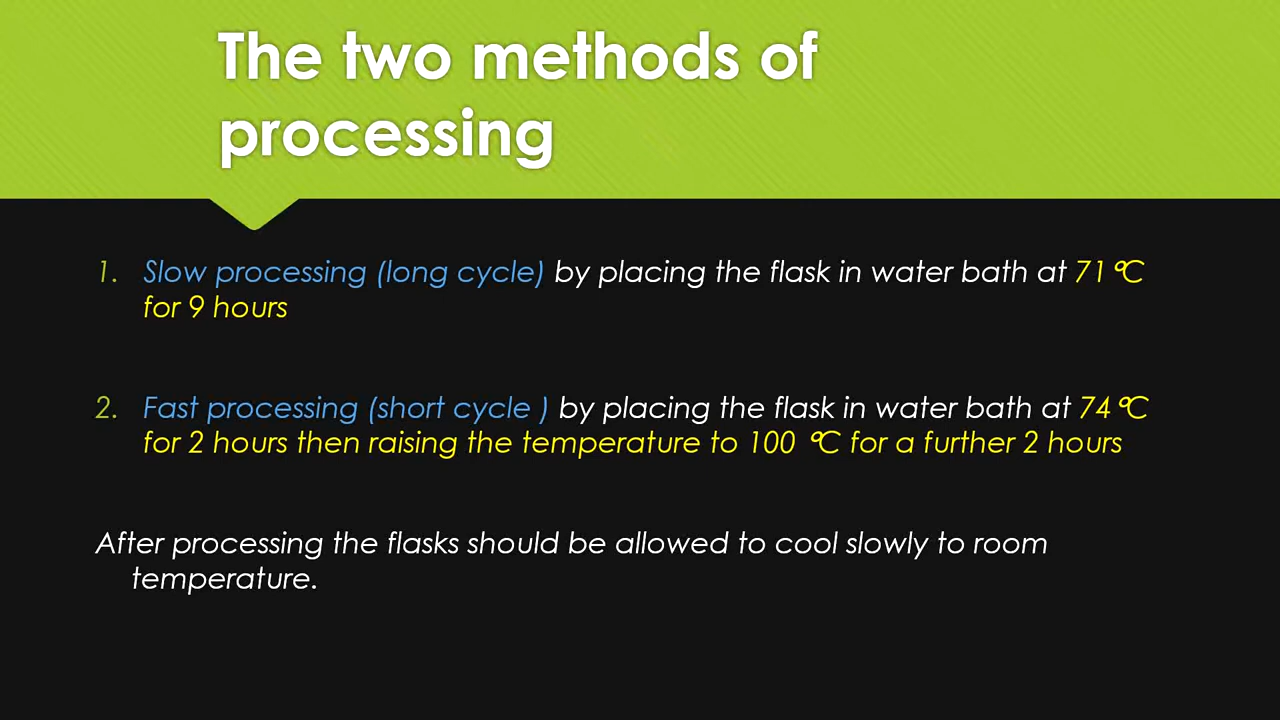 The two methods of
processing
1. Slow processing (long cycle) by placing the flask in water bath at 71℃
for 9 hours
2. Fast processing (short cycle ) by placing the flask in water bath at 74℃
for 2 hours then raising the temperature to 100 ℃ for a further 2 hours
After processing the flasks should be allowed to cool slowly to room
temperature.